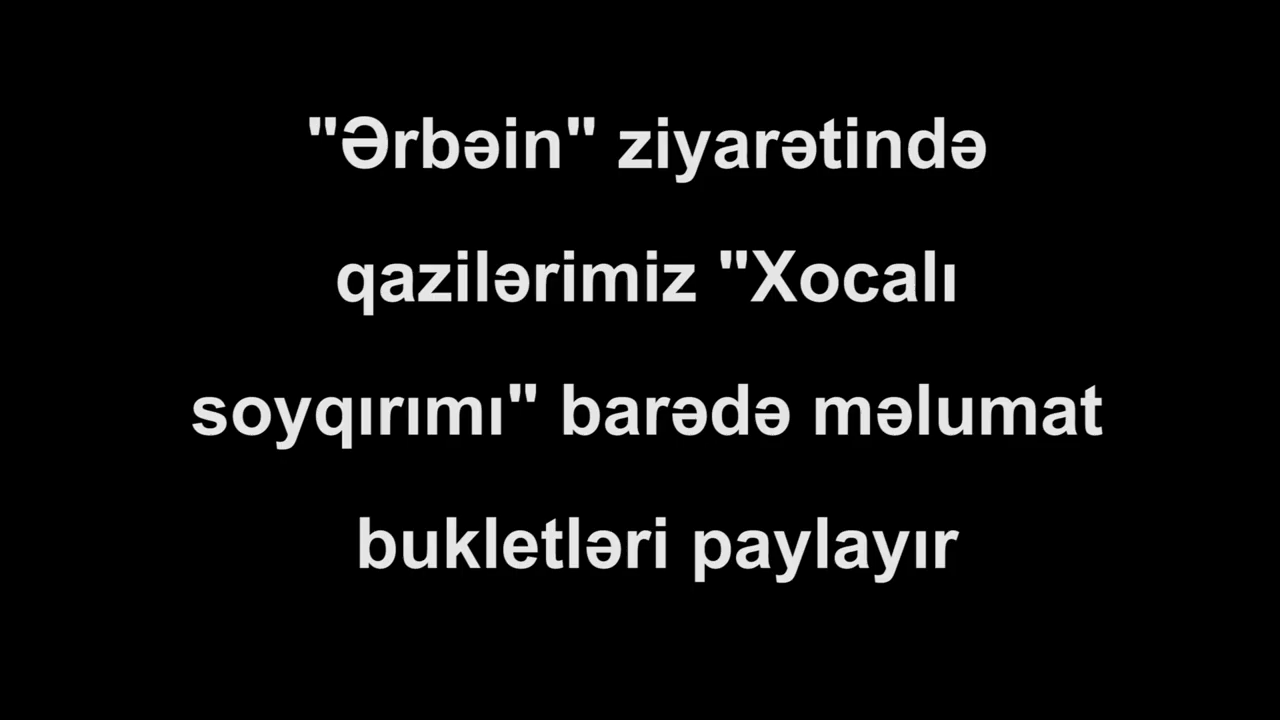 "Ərbəin" ziyarətində
qazilərimiz "Xocalı
soyqırımı" barədə məlumat
bukletləri paylayır